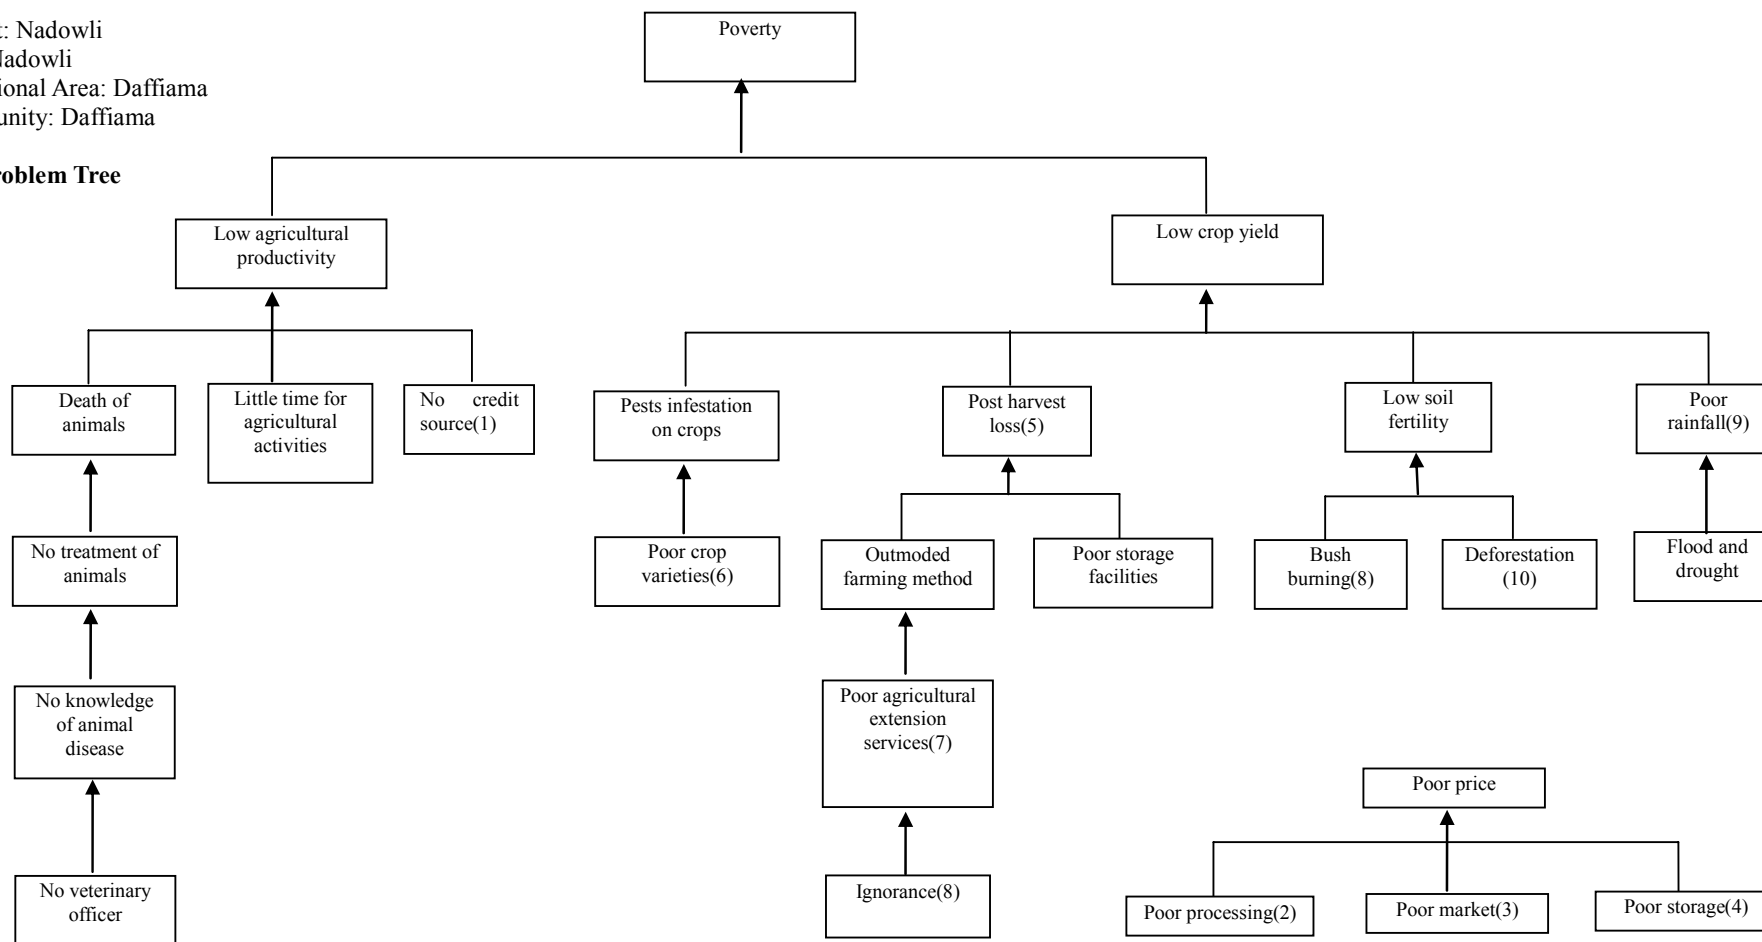 t: Nadowli
Nadowli
ional Area: Daffiama
unity: Daffiama
roblem Tree
Poverty
Low agricultural
productivity
Low crop yield
Death of
animals
Little time for
agricultural
activities
No credit
source(1)
Pests infestation
on crops
Post harvest
loss(5)
Low soil
fertility
Poor
rainfall(9)
No treatment of
animals
Poor crop
varieties(6)
Outmoded
farming method
Poor storage
facilities
Bush
burning(8)
Deforestation
(10)
Flood and
drought
No knowledge
of animal
disease
Poor agricultural
extension
services(7)
Poor price
No veterinary
officer
Ignorance(8)
Poor processing(2)
Poor market(3)
Poor storage(4)